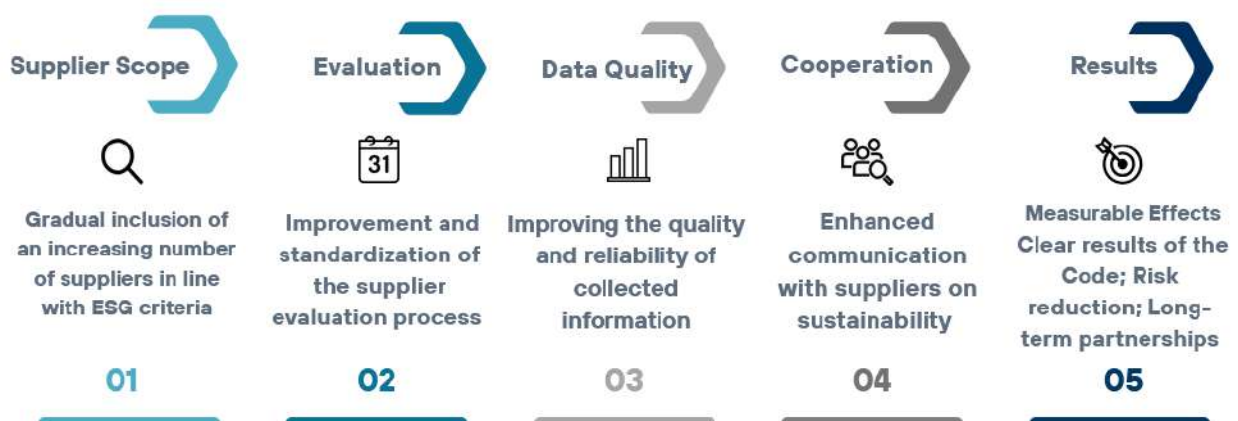 Supplier Scope
Evaluation
Data Quality
Cooperation
Results
31
Gradual inclusion of
an increasing number
of suppliers in line
with ESG criteria
Improvement and
standardization of
the supplier
evaluation process
Improving the quality
and reliability of
collected
information
Enhanced
communication
with suppliers on
sustainability
Measurable Effects
Clear results of the
Code; Risk
reduction; Long-
term partnerships
01
02
03
04
05